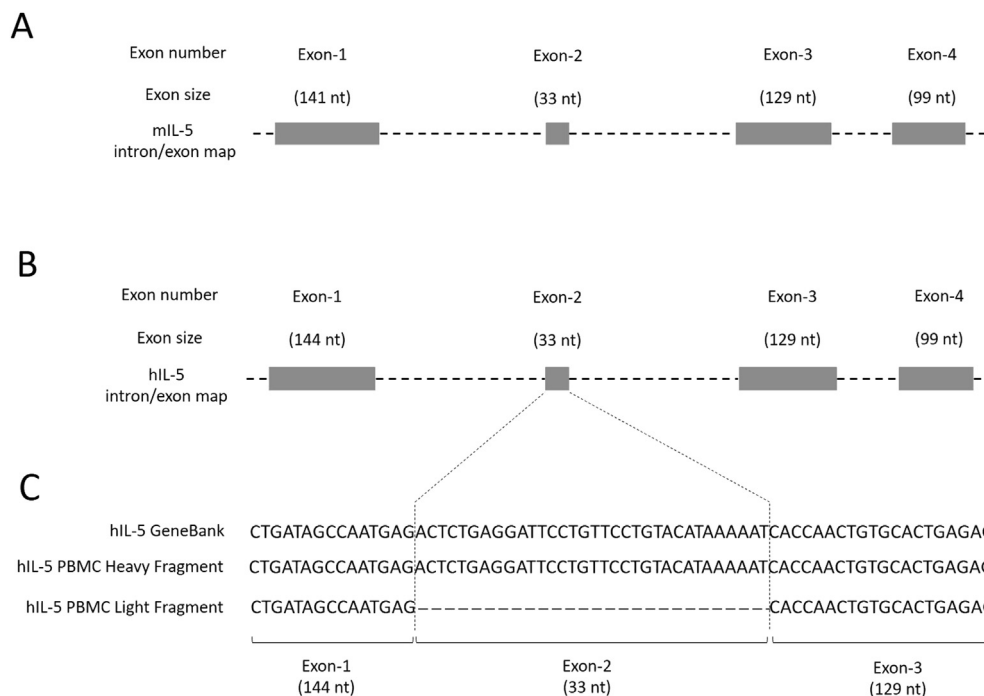 A
Exon number Exon-1 Exon-2 Exon-3 Exon-4
Exon size (141 nt) (33 nt) (129 nt) (99 nt)
mIL-5
intron/exon map
B
Exon number Exon-1 Exon-2 Exon-3 Exon-4
Exon size (144 nt) (33 nt) (129 nt) (99 nt)
hIL-5
intron/exon map
C
hIL-5 GeneBank CTGATAGCCAATGAGACTCTGAGGATTCCTGTTCCTGTACATAAAAATCACCAACTGTGCACTGAGAG
hIL-5 PBMC Heavy Fragment CTGATAGCCAATGAGACTCTGAGGATTCCTGTTCCTGTACATAAAAATCACCAACTGTGCACTGAGAG
hIL-5 PBMC Light Fragment CTGATAGCCAATGAG CACCAACTGTGCACTGAGAG
Exon-1 Exon-2 Exon-3
(144 nt) (33 nt) (129 nt)